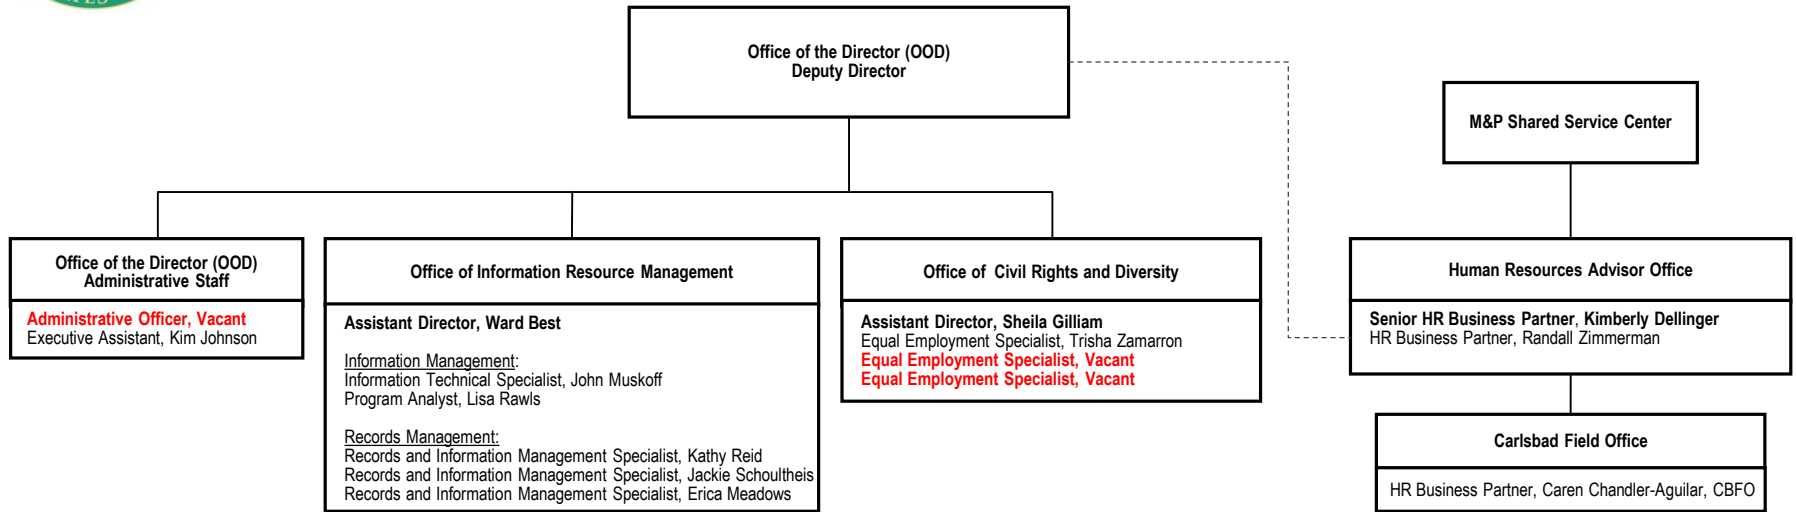 Office of the Director (OOD)
Deputy Director
M&P Shared Service Center
Office of the Director (OOD)
Administrative Staff
Administrative Officer, Vacant
Executive Assistant, Kim Johnson
Office of Information Resource Management
Assistant Director, Ward Best
Information Management:
Information Technical Specialist, John Muskoff
Program Analyst, Lisa Rawls
Records Management:
Records and Information Management Specialist, Kathy Reid
Records and Information Management Specialist, Jackie Schoultheis
Records and Information Management Specialist, Erica Meadows
Office of Civil Rights and Diversity
Assistant Director, Sheila Gilliam
Equal Employment Specialist, Trisha Zamarron
Equal Employment Specialist, Vacant
Equal Employment Specialist, Vacant
Human Resources Advisor Office
Senior HR Business Partner, Kimberly Dellinger
HR Business Partner, Randall Zimmerman
Carlsbad Field Office
HR Business Partner, Caren Chandler-Aguilar, CBFO